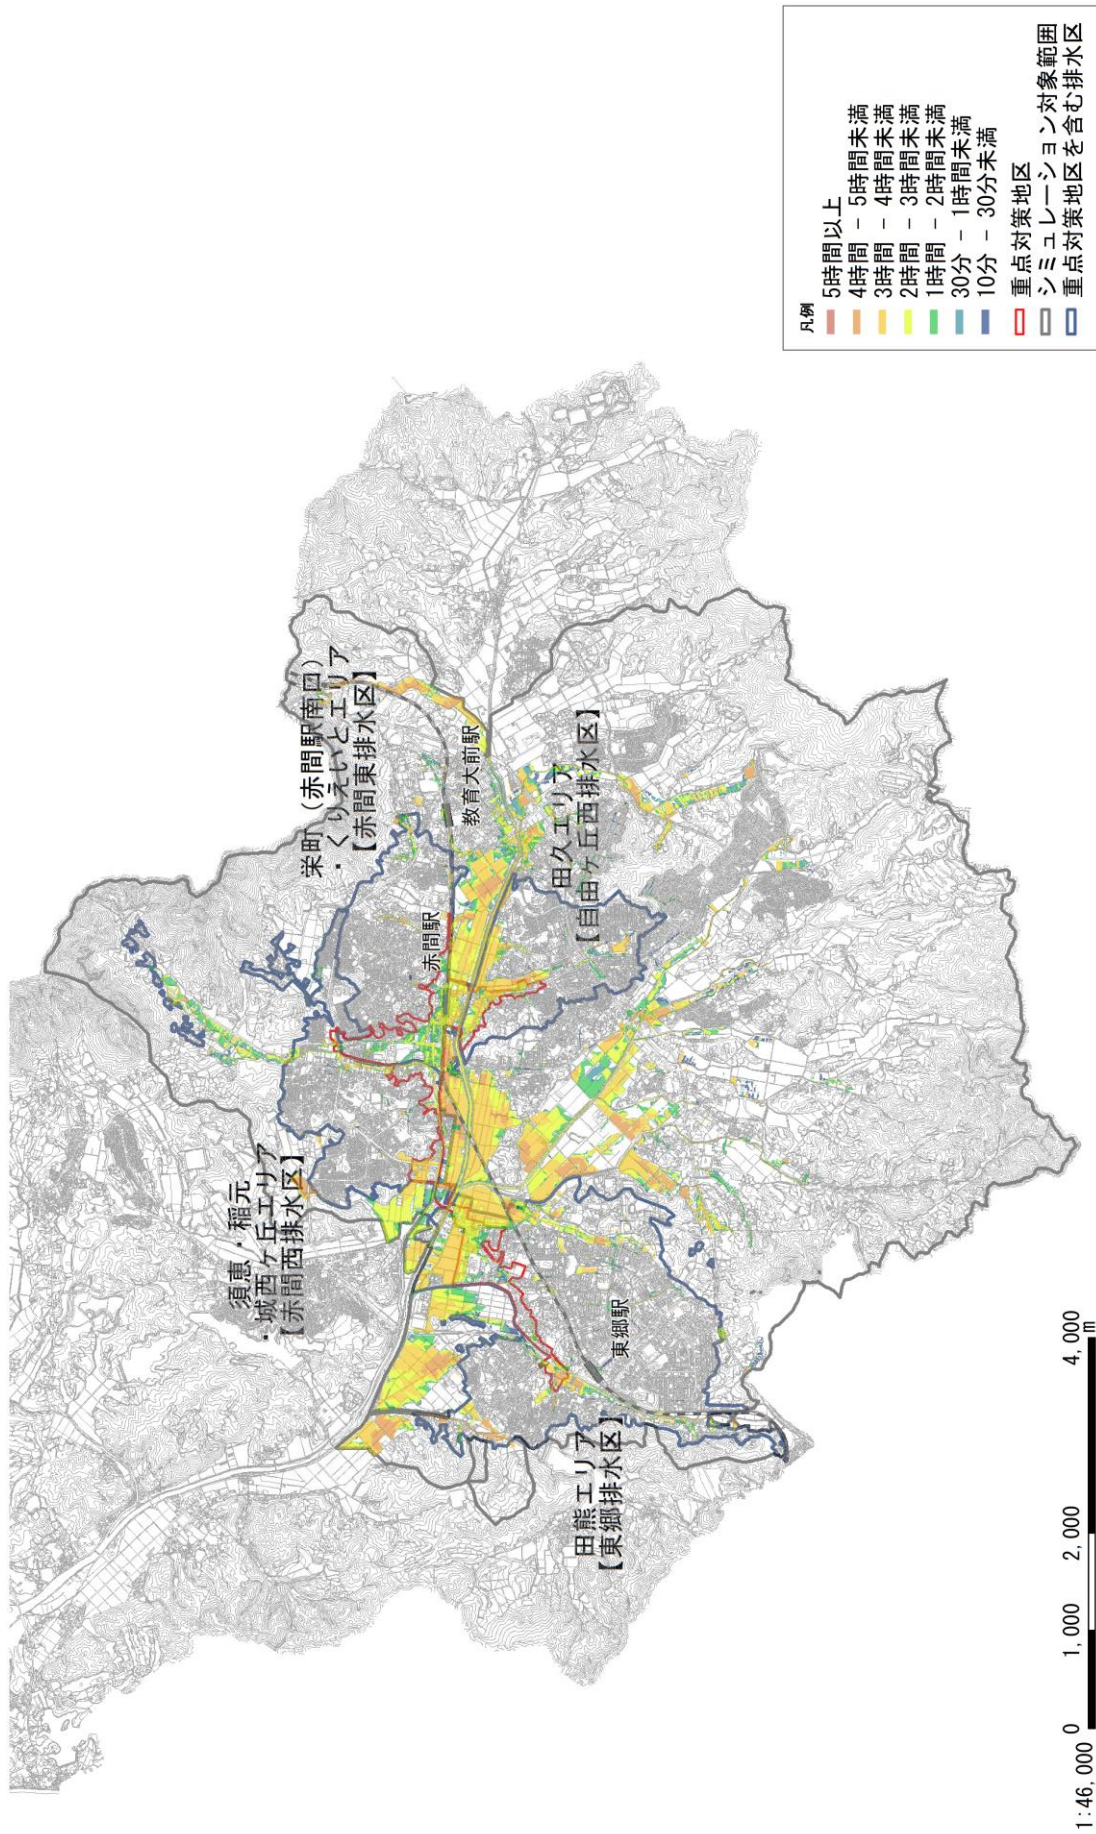 栄町（赤間駅南口）
・くりえいとエリア
【赤間東排水区】
教育大前駅
須恵・稲元
・城西ヶ丘エリア
【赤間西排水区】
赤間駅
田久エリア
【自由ヶ丘西排水区】
東郷駅
田熊エリア
【東郷排水区】
凡例
5時間以上
4時間 - 5時間未満
3時間 - 4時間未満
2時間 - 3時間未満
1時間 - 2時間未満
30分 - 1時間未満
10分 - 30分未満
重点対策地区
シミュレーション対象範囲
重点対策地区を含む排水区
1:46,000 0 1,000 2,000 4,000
m